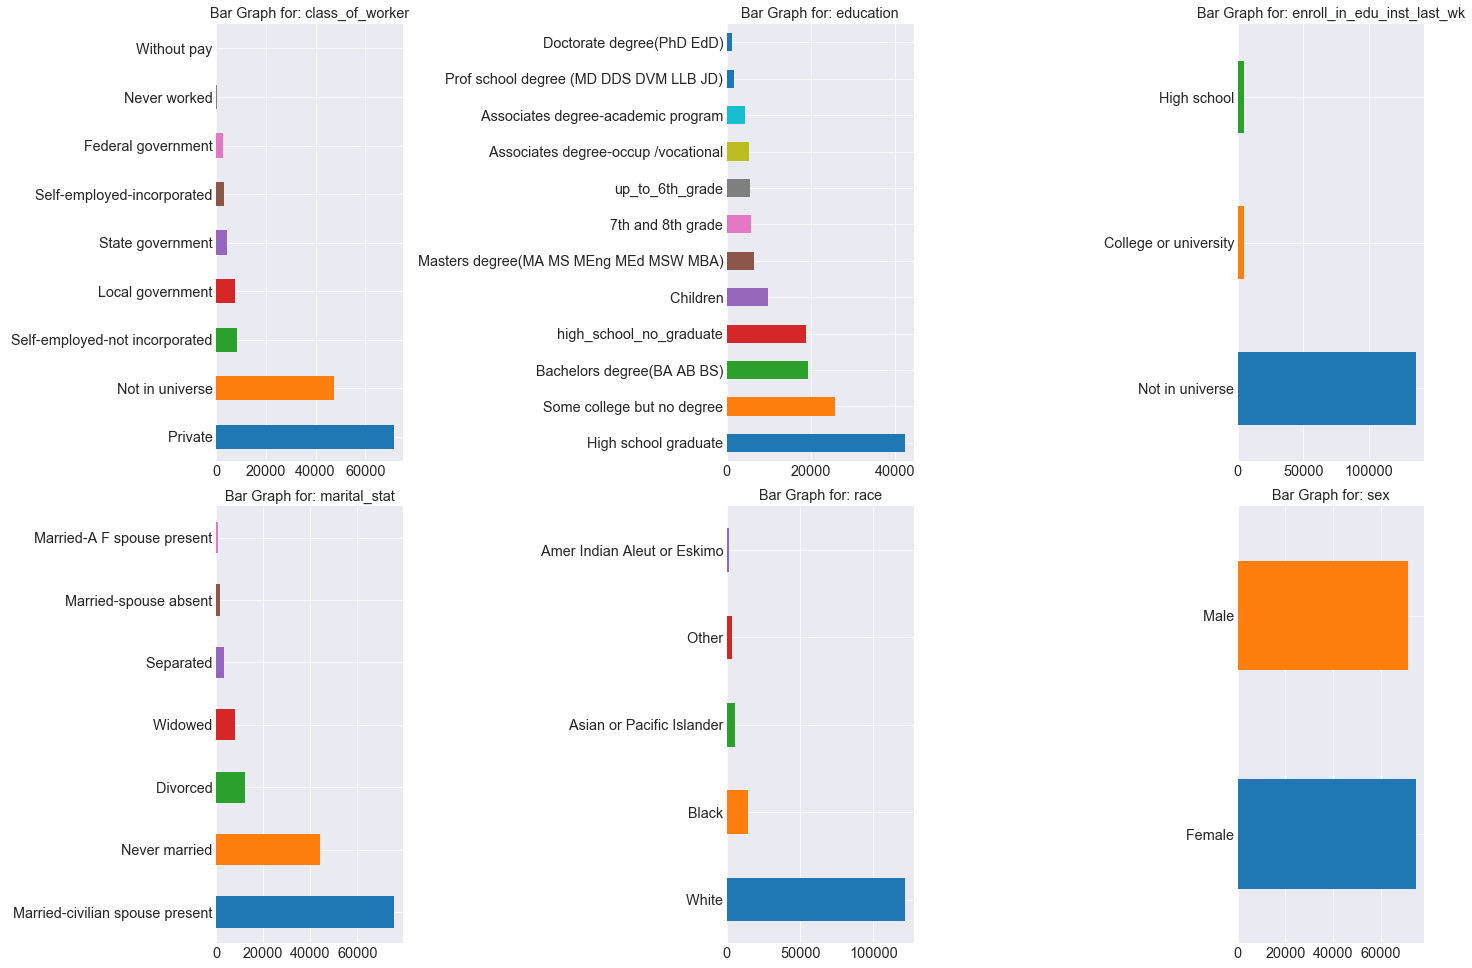 Bar Graph for: class_of_worker
Without pay
Never worked
Federal government
Self-employed-incorporated
State government
Local government
Self-employed-not incorporated
Not in universe
Private
0 20000 40000 60000
Bar Graph for: education
Doctorate degree(PhD EdD)
Prof school degree (MD DDS DVM LLB JD)
Associates degree-academic program
Associates degree-occup /vocational
up_to_6th_grade
7th and 8th grade
Masters degree(MA MS MEng MEd MSW MBA)
Children
high_school_no_graduate
Bachelors degree(BA AB BS)
Some college but no degree
High school graduate
0 20000 40000
Bar Graph for: enroll_in_edu_inst_last_wk
High school
College or university
Not in universe
0 50000 100000
Bar Graph for: marital_stat
Married-A F spouse present
Married-spouse absent
Separated
Widowed
Divorced
Never married
Married-civilian spouse present
0 20000 40000 60000
Bar Graph for: race
Amer Indian Aleut or Eskimo
Other
Asian or Pacific Islander
Black
White
0 50000 100000
Bar Graph for: sex
Male
Female
0 20000 40000 60000